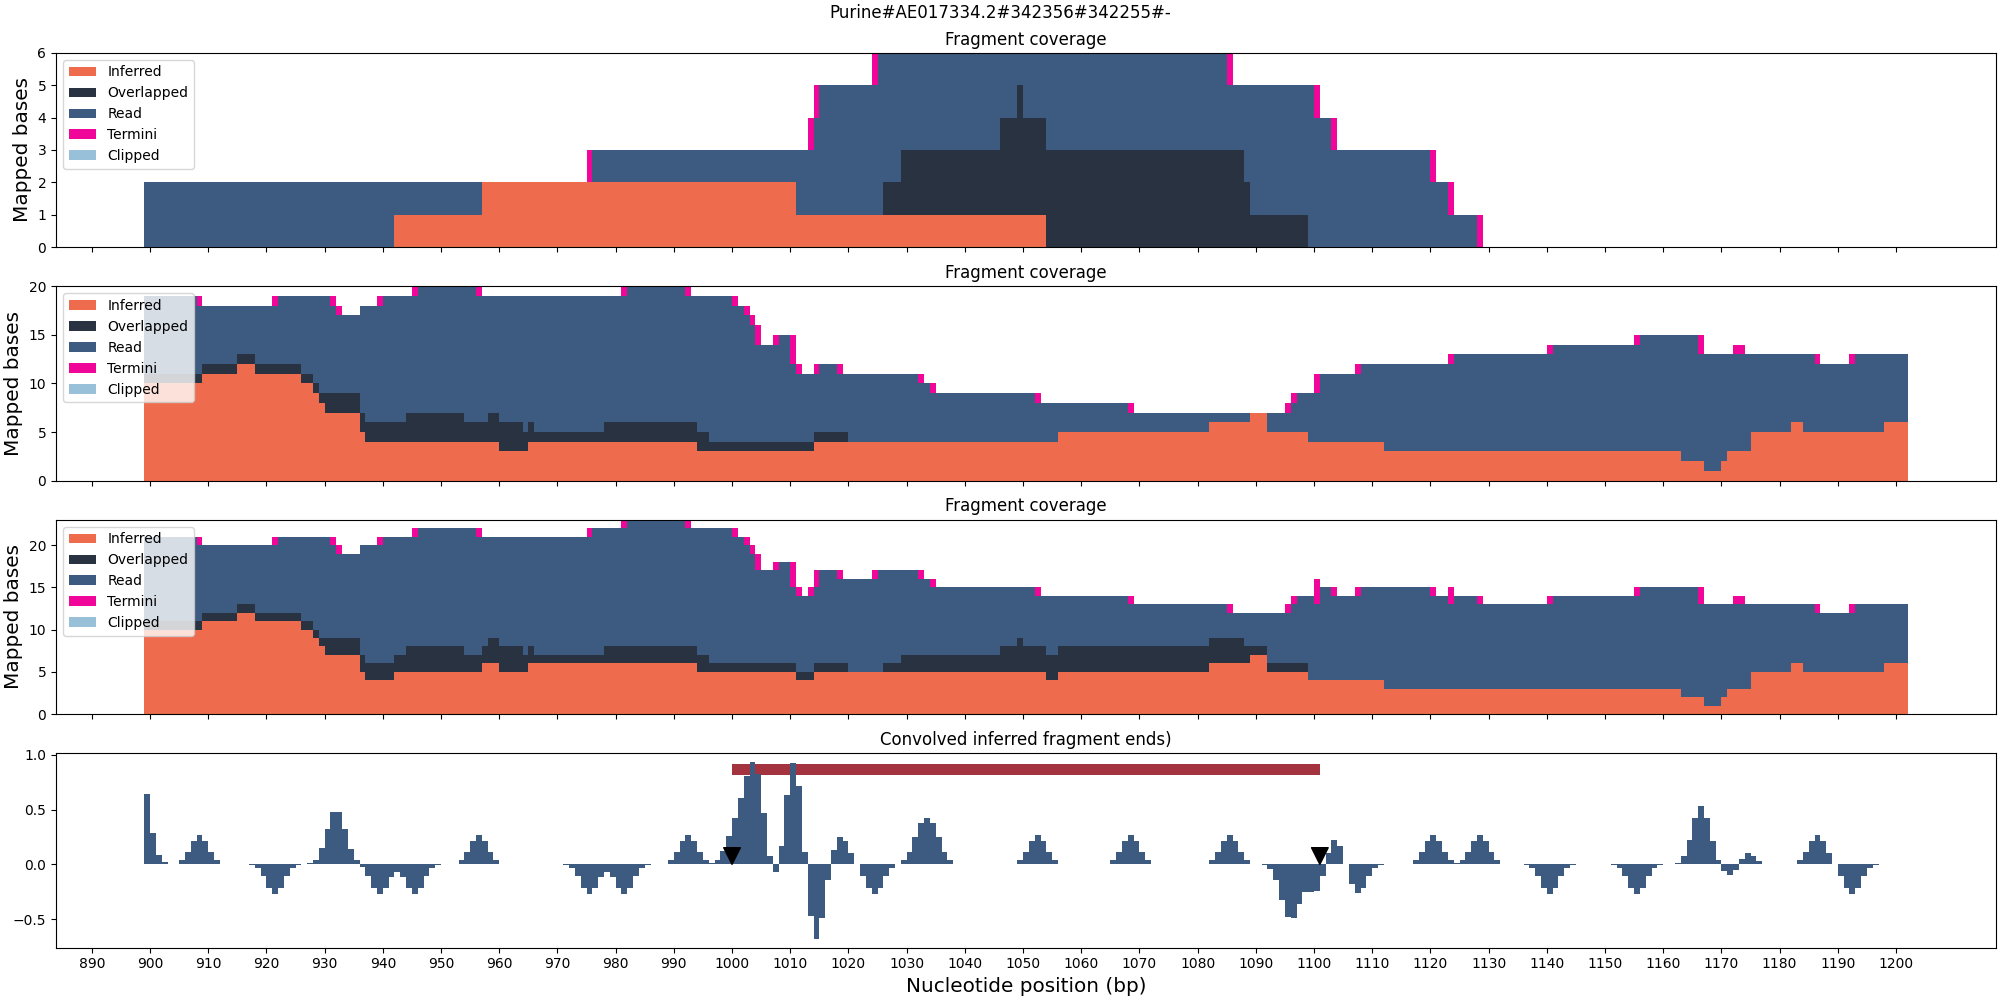 Purine#AE017334.2#342356#342255#-
Fragment coverage
Mapped bases
6
5
4
3
2
1
0
Inferred
Overlapped
Read
Termini
Clipped
Fragment coverage
Mapped bases
20
15
10
5
0
Inferred
Overlapped
Read
Termini
Clipped
Fragment coverage
Mapped bases
20
15
10
5
0
Inferred
Overlapped
Read
Termini
Clipped
Convolved inferred fragment ends)
1.0
0.5
0.0
−0.5
890 900 910 920 930 940 950 960 970 980 990 1000 1010 1020 1030 1040 1050 1060 1070 1080 1090 1100 1110 1120 1130 1140 1150 1160 1170 1180 1190 1200
Nucleotide position (bp)